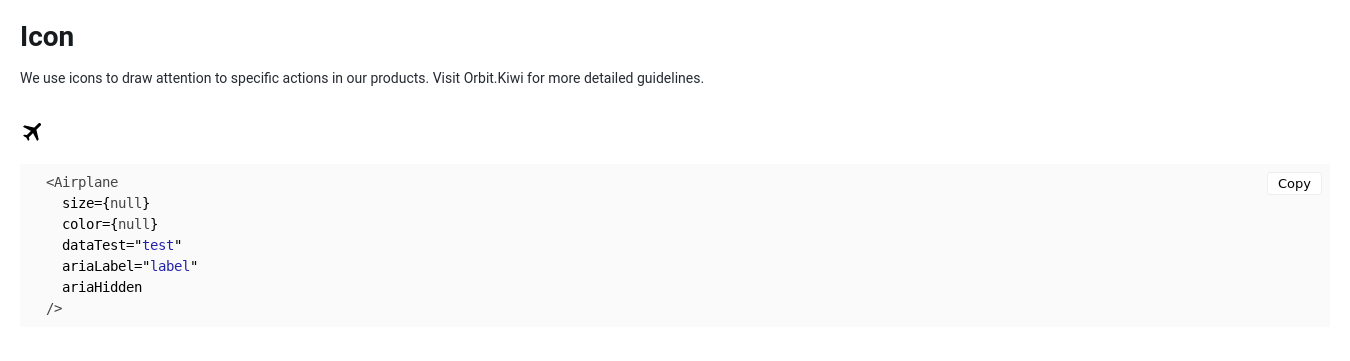 Icon
We use icons to draw attention to specific actions in our products. Visit Orbit.Kiwi for more detailed guidelines.
<Airplane
Copy
size={null}
color={null}
dataTest="test"
ariaLabel="label"
ariaHidden
/>